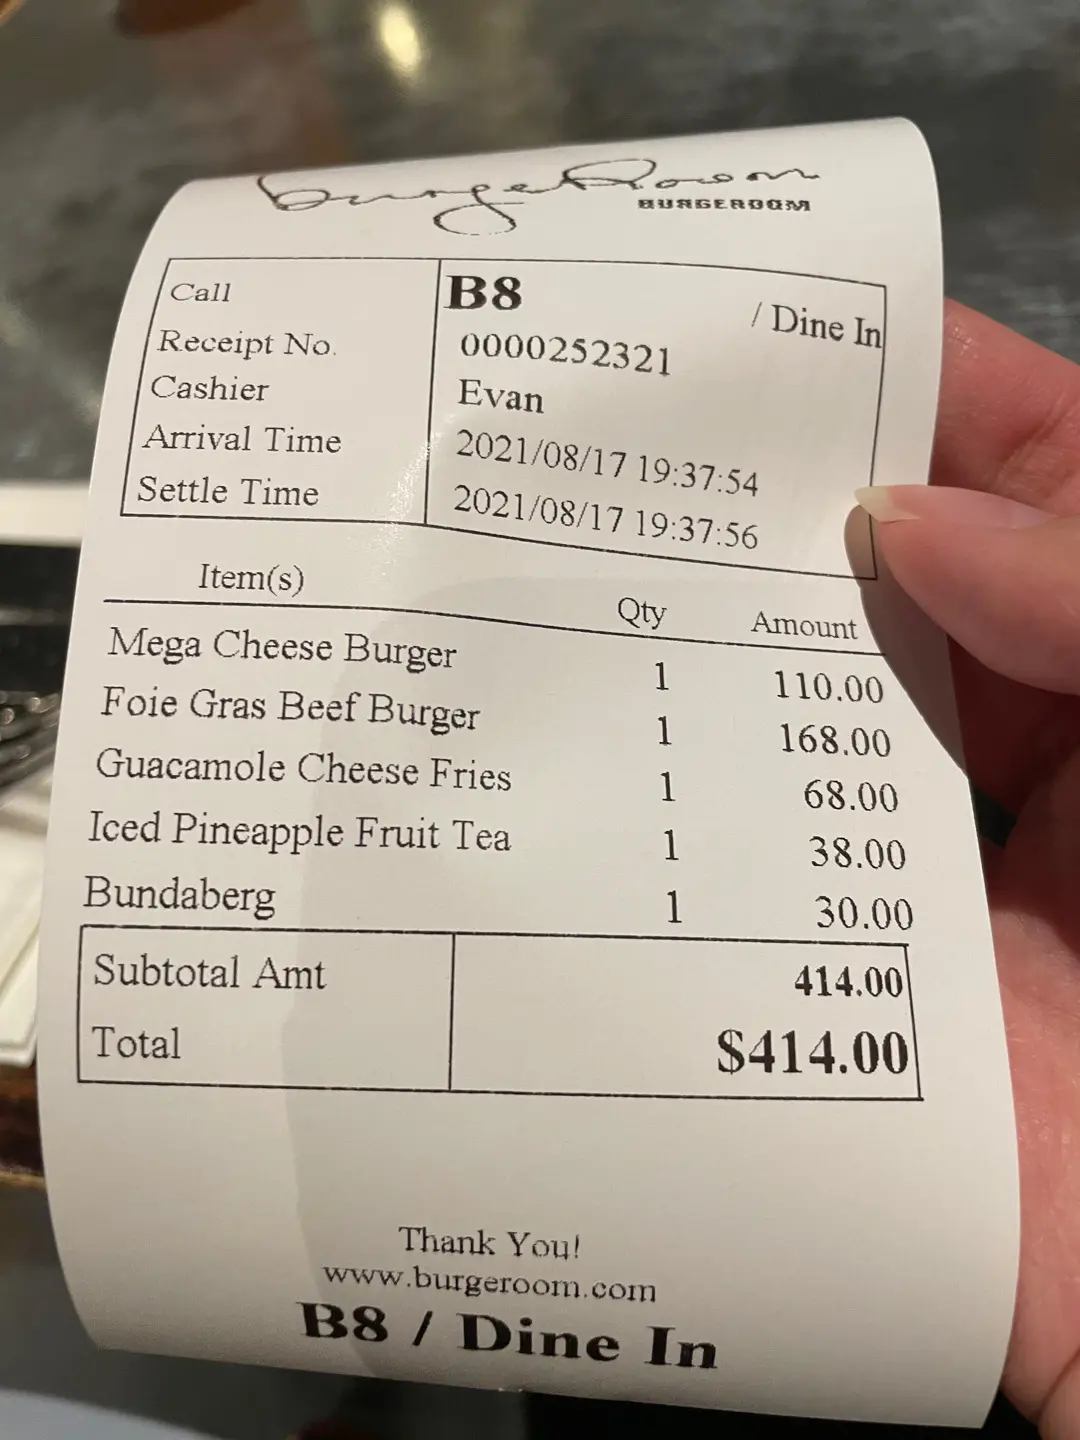 BurgeRoom
BURGEROOM
Call B8 / Dine In
Receipt No. 0000252321
Cashier Evan
Arrival Time 2021/08/17 19:37:54
Settle Time 2021/08/17 19:37:56
Item(s) Qty Amount
Mega Cheese Burger 1 110.00
Foie Gras Beef Burger 1 168.00
Guacamole Cheese Fries 1 68.00
Iced Pineapple Fruit Tea 1 38.00
Bundaberg 1 30.00
Subtotal Amt 414.00
Total $414.00
Thank You!
www.burgeroom.com
B8 / Dine In